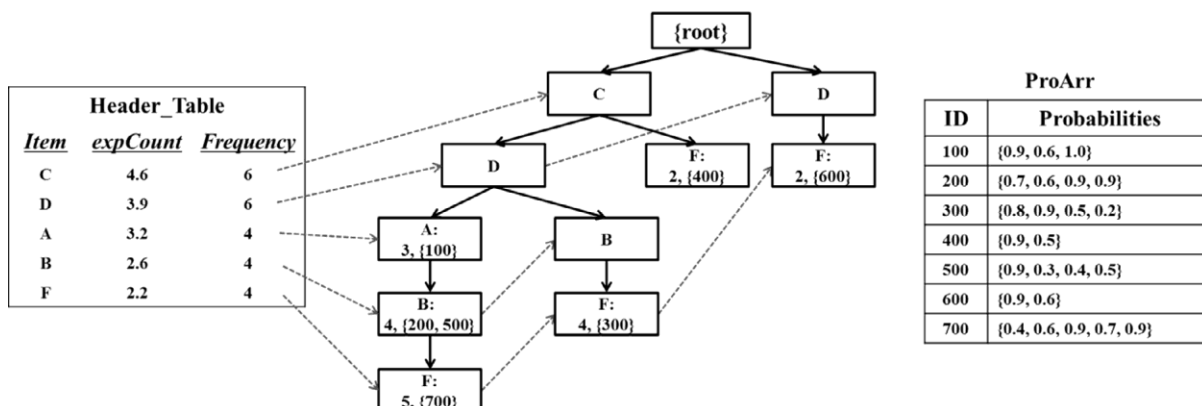 {root}
C
D
D
F:
2, {400}
F:
2, {600}
A:
3, {100}
B
B:
4, {200, 500}
F:
4, {300}
F:
5, {700}
Header_Table
Item expCount Frequency
C 4.6 6
D 3.9 6
A 3.2 4
B 2.6 4
F 2.2 4
ProArr
ID Probabilities
100 {0.9, 0.6, 1.0}
200 {0.7, 0.6, 0.9, 0.9}
300 {0.8, 0.9, 0.5, 0.2}
400 {0.9, 0.5}
500 {0.9, 0.3, 0.4, 0.5}
600 {0.9, 0.6}
700 {0.4, 0.6, 0.9, 0.7, 0.9}